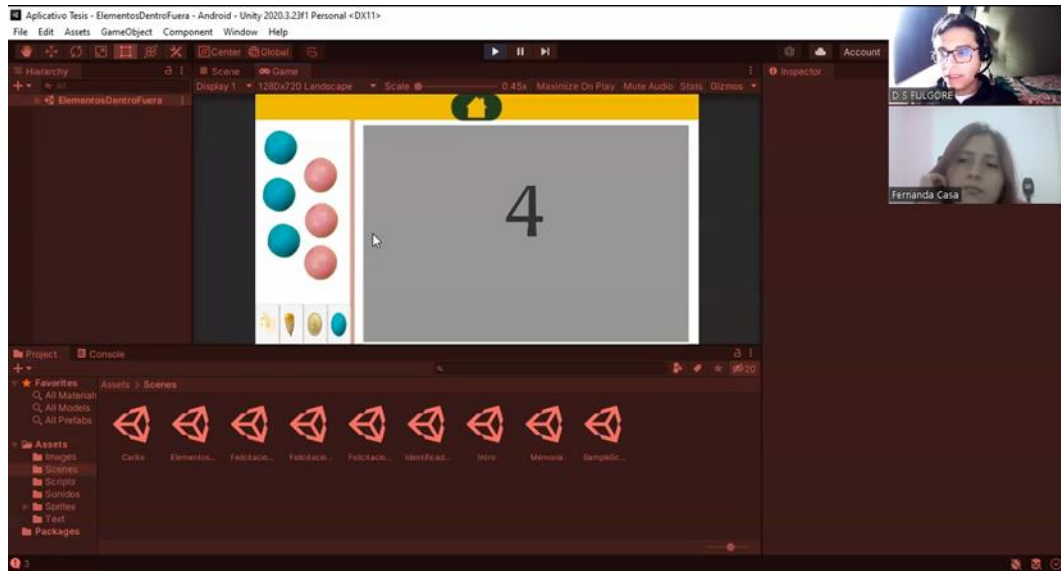 Aplicativo Tesis - ElementosDentroFuera - Android - Unity 2020.3.23f1 Personal <DX11>
File Edit Assets GameObject Component Window Help
Center Global
Account
Hierarchy
All
ElementosDentroFuera
Scene Game
Display 1 1280x720 Landscape Scale 0.45x Maximize On Play Mute Audio Stats Gizmos
Inspector
D S FULGORE
Fernanda Casa
4
Project Console
20
Favorites
All Materials
All Models
All Prefabs
Assets
Images
Scenes
Scripts
Sonidos
Sprites
Text
Packages
Assets > Scenes
Carita Elementos... Felicitacio... Felicitacio... Felicitacio... Identificad... Intro Memoria SampleSc...
3